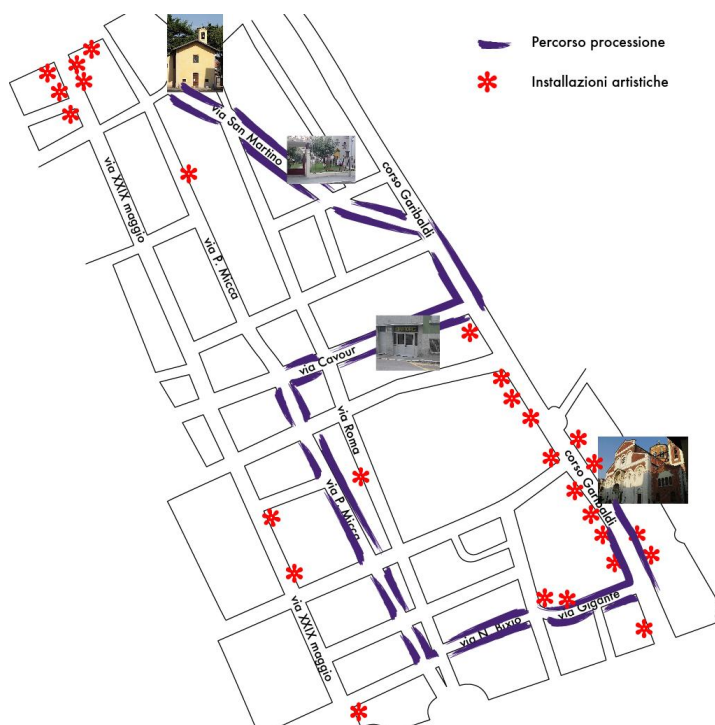 Percorso processione
Installazioni artistiche
via San Martino
corso Garibaldi
via XXIX maggio
via P. Micca
via Cavour
via Roma
corso Garibaldi
via P. Micca
via Gigante
via N. Bixio
via XXIX maggio